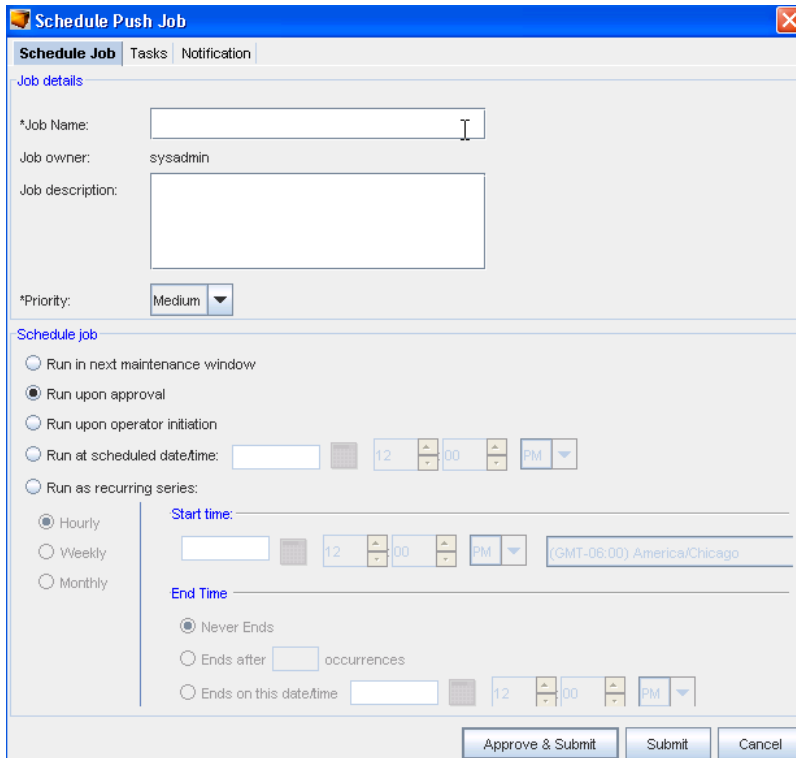 Schedule Push Job
Schedule Job Tasks Notification
Job details
*Job Name:
Job owner: sysadmin
Job description:
*Priority: Medium
Schedule job
Run in next maintenance window
Run upon approval
Run upon operator initiation
Run at scheduled date/time: 12 : 00 PM
Run as recurring series:
Hourly
Weekly
Monthly
Start time:
12 : 00 PM (GMT-06:00) America/Chicago
End Time
Never Ends
Ends after occurrences
Ends on this date/time 12 : 00 PM
Approve & Submit Submit Cancel